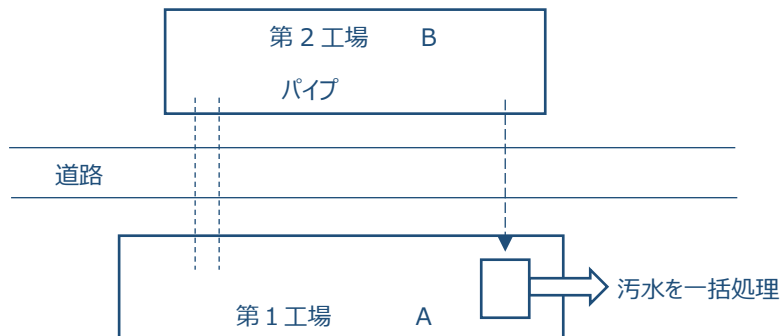 第２工場　B
パイプ
道路
汚水を一括処理
第１工場　A